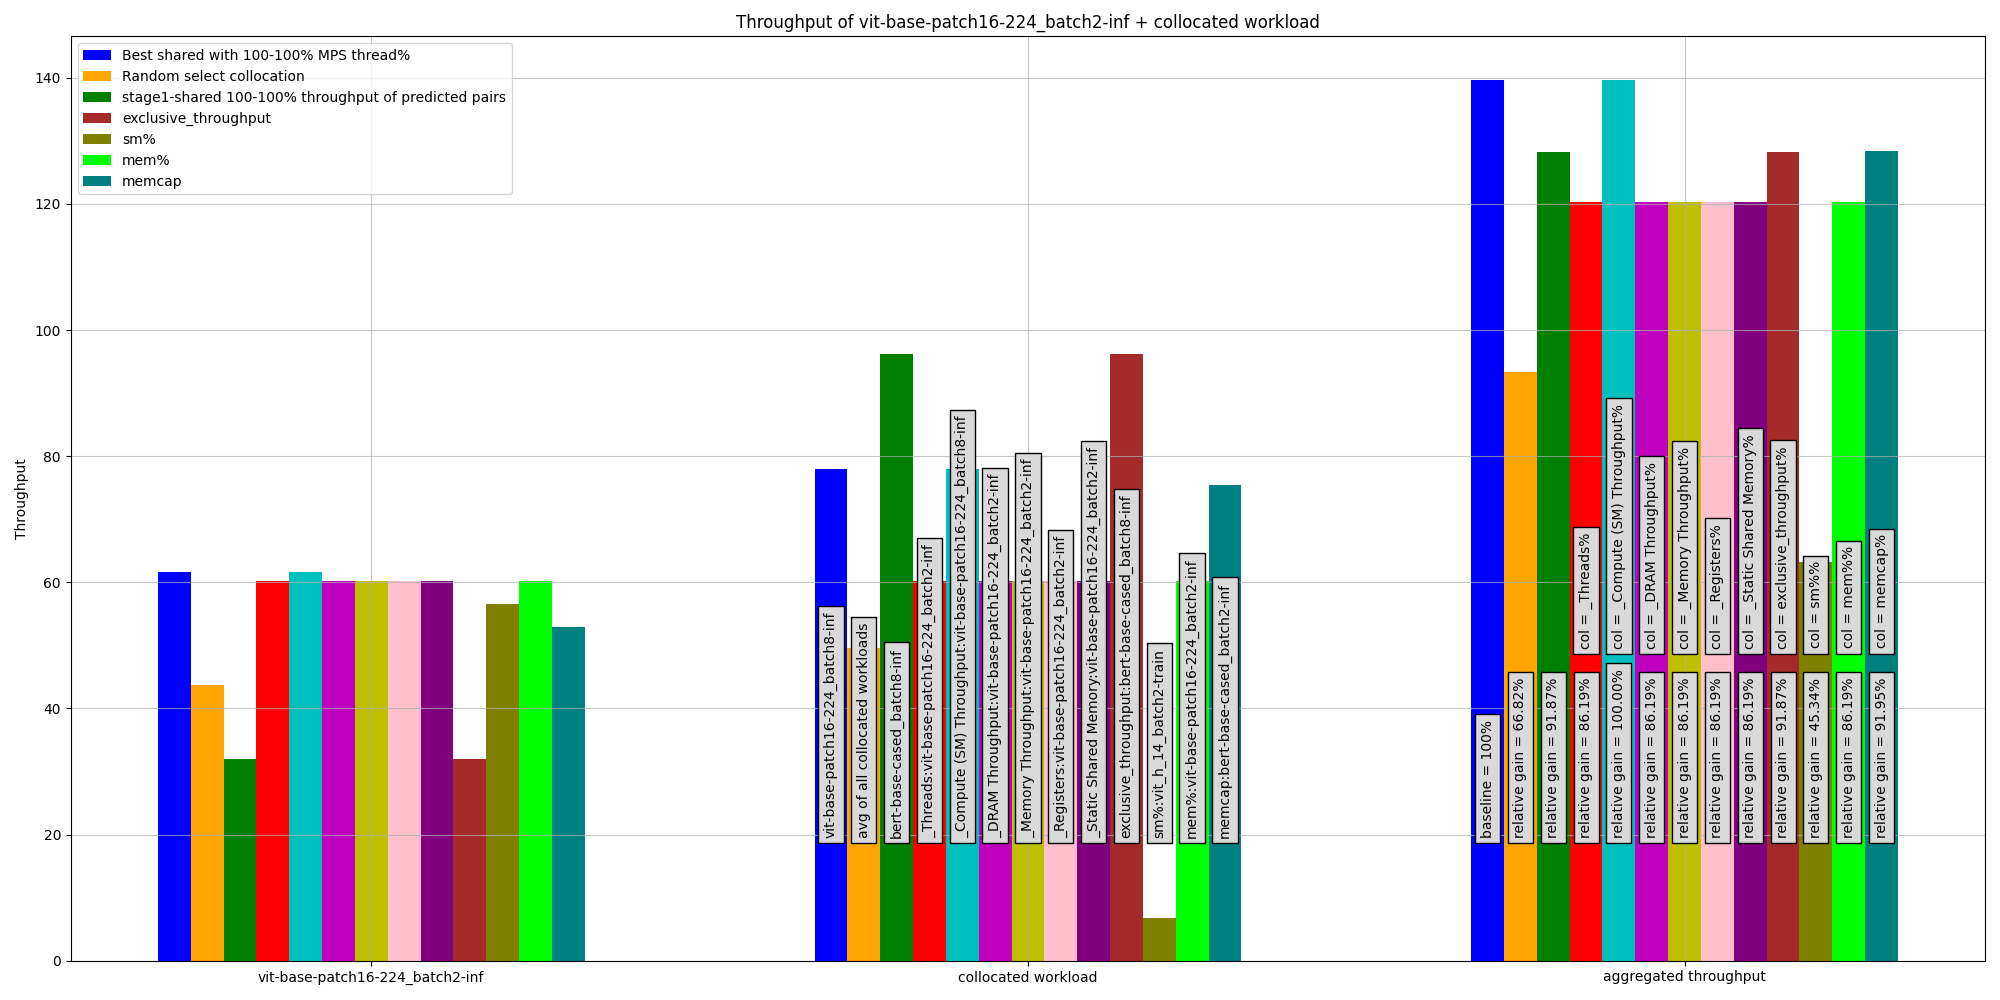 Throughput of vit-base-patch16-224_batch2-inf + collocated workload
Best shared with 100-100% MPS thread%
Random select collocation
stage1-shared 100-100% throughput of predicted pairs
exclusive_throughput
sm%
mem%
memcap
Throughput
140
120
100
80
60
40
20
0
vit-base-patch16-224_batch8-inf
avg of all collocated workloads
bert-base-cased_batch8-inf
_Threads:vit-base-patch16-224_batch2-inf
_Compute (SM) Throughput:vit-base-patch16-224_batch8-inf
_DRAM Throughput:vit-base-patch16-224_batch2-inf
_Memory Throughput:vit-base-patch16-224_batch2-inf
_Registers:vit-base-patch16-224_batch2-inf
_Static Shared Memory:vit-base-patch16-224_batch2-inf
exclusive_throughput:bert-base-cased_batch8-inf
sm%:vit_h_14_batch2-train
mem%:vit-base-patch16-224_batch2-inf
memcap:bert-base-cased_batch2-inf
col = _Threads%
col = _Compute (SM) Throughput%
col = _DRAM Throughput%
col = _Memory Throughput%
col = _Registers%
col = _Static Shared Memory%
col = exclusive_throughput%
col = sm%%
col = mem%%
col = memcap%
baseline = 100%
relative gain = 66.82%
relative gain = 91.87%
relative gain = 86.19%
relative gain = 100.00%
relative gain = 86.19%
relative gain = 86.19%
relative gain = 86.19%
relative gain = 86.19%
relative gain = 91.87%
relative gain = 45.34%
relative gain = 86.19%
relative gain = 91.95%
vit-base-patch16-224_batch2-inf
collocated workload
aggregated throughput